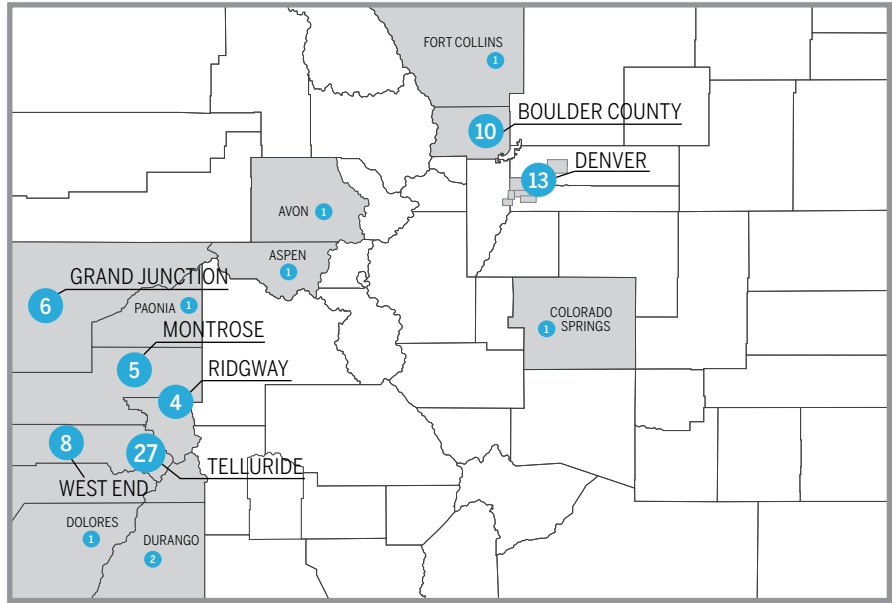 FORT COLLINS
1
BOULDER COUNTY
10
DENVER
13
AVON 1
ASPEN
1
GRAND JUNCTION
6
PAONIA 1
COLORADO
SPRINGS
1
MONTROSE
5
RIDGWAY
4
8
27
TELLURIDE
WEST END
DOLORES
1
DURANGO
2